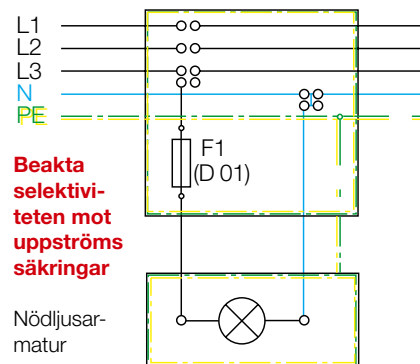 L1
L2
L3
N
PE
F1
(D 01)
Beakta
selektivi-
teten mot
uppströms
säkringar
Nödljusar-
matur